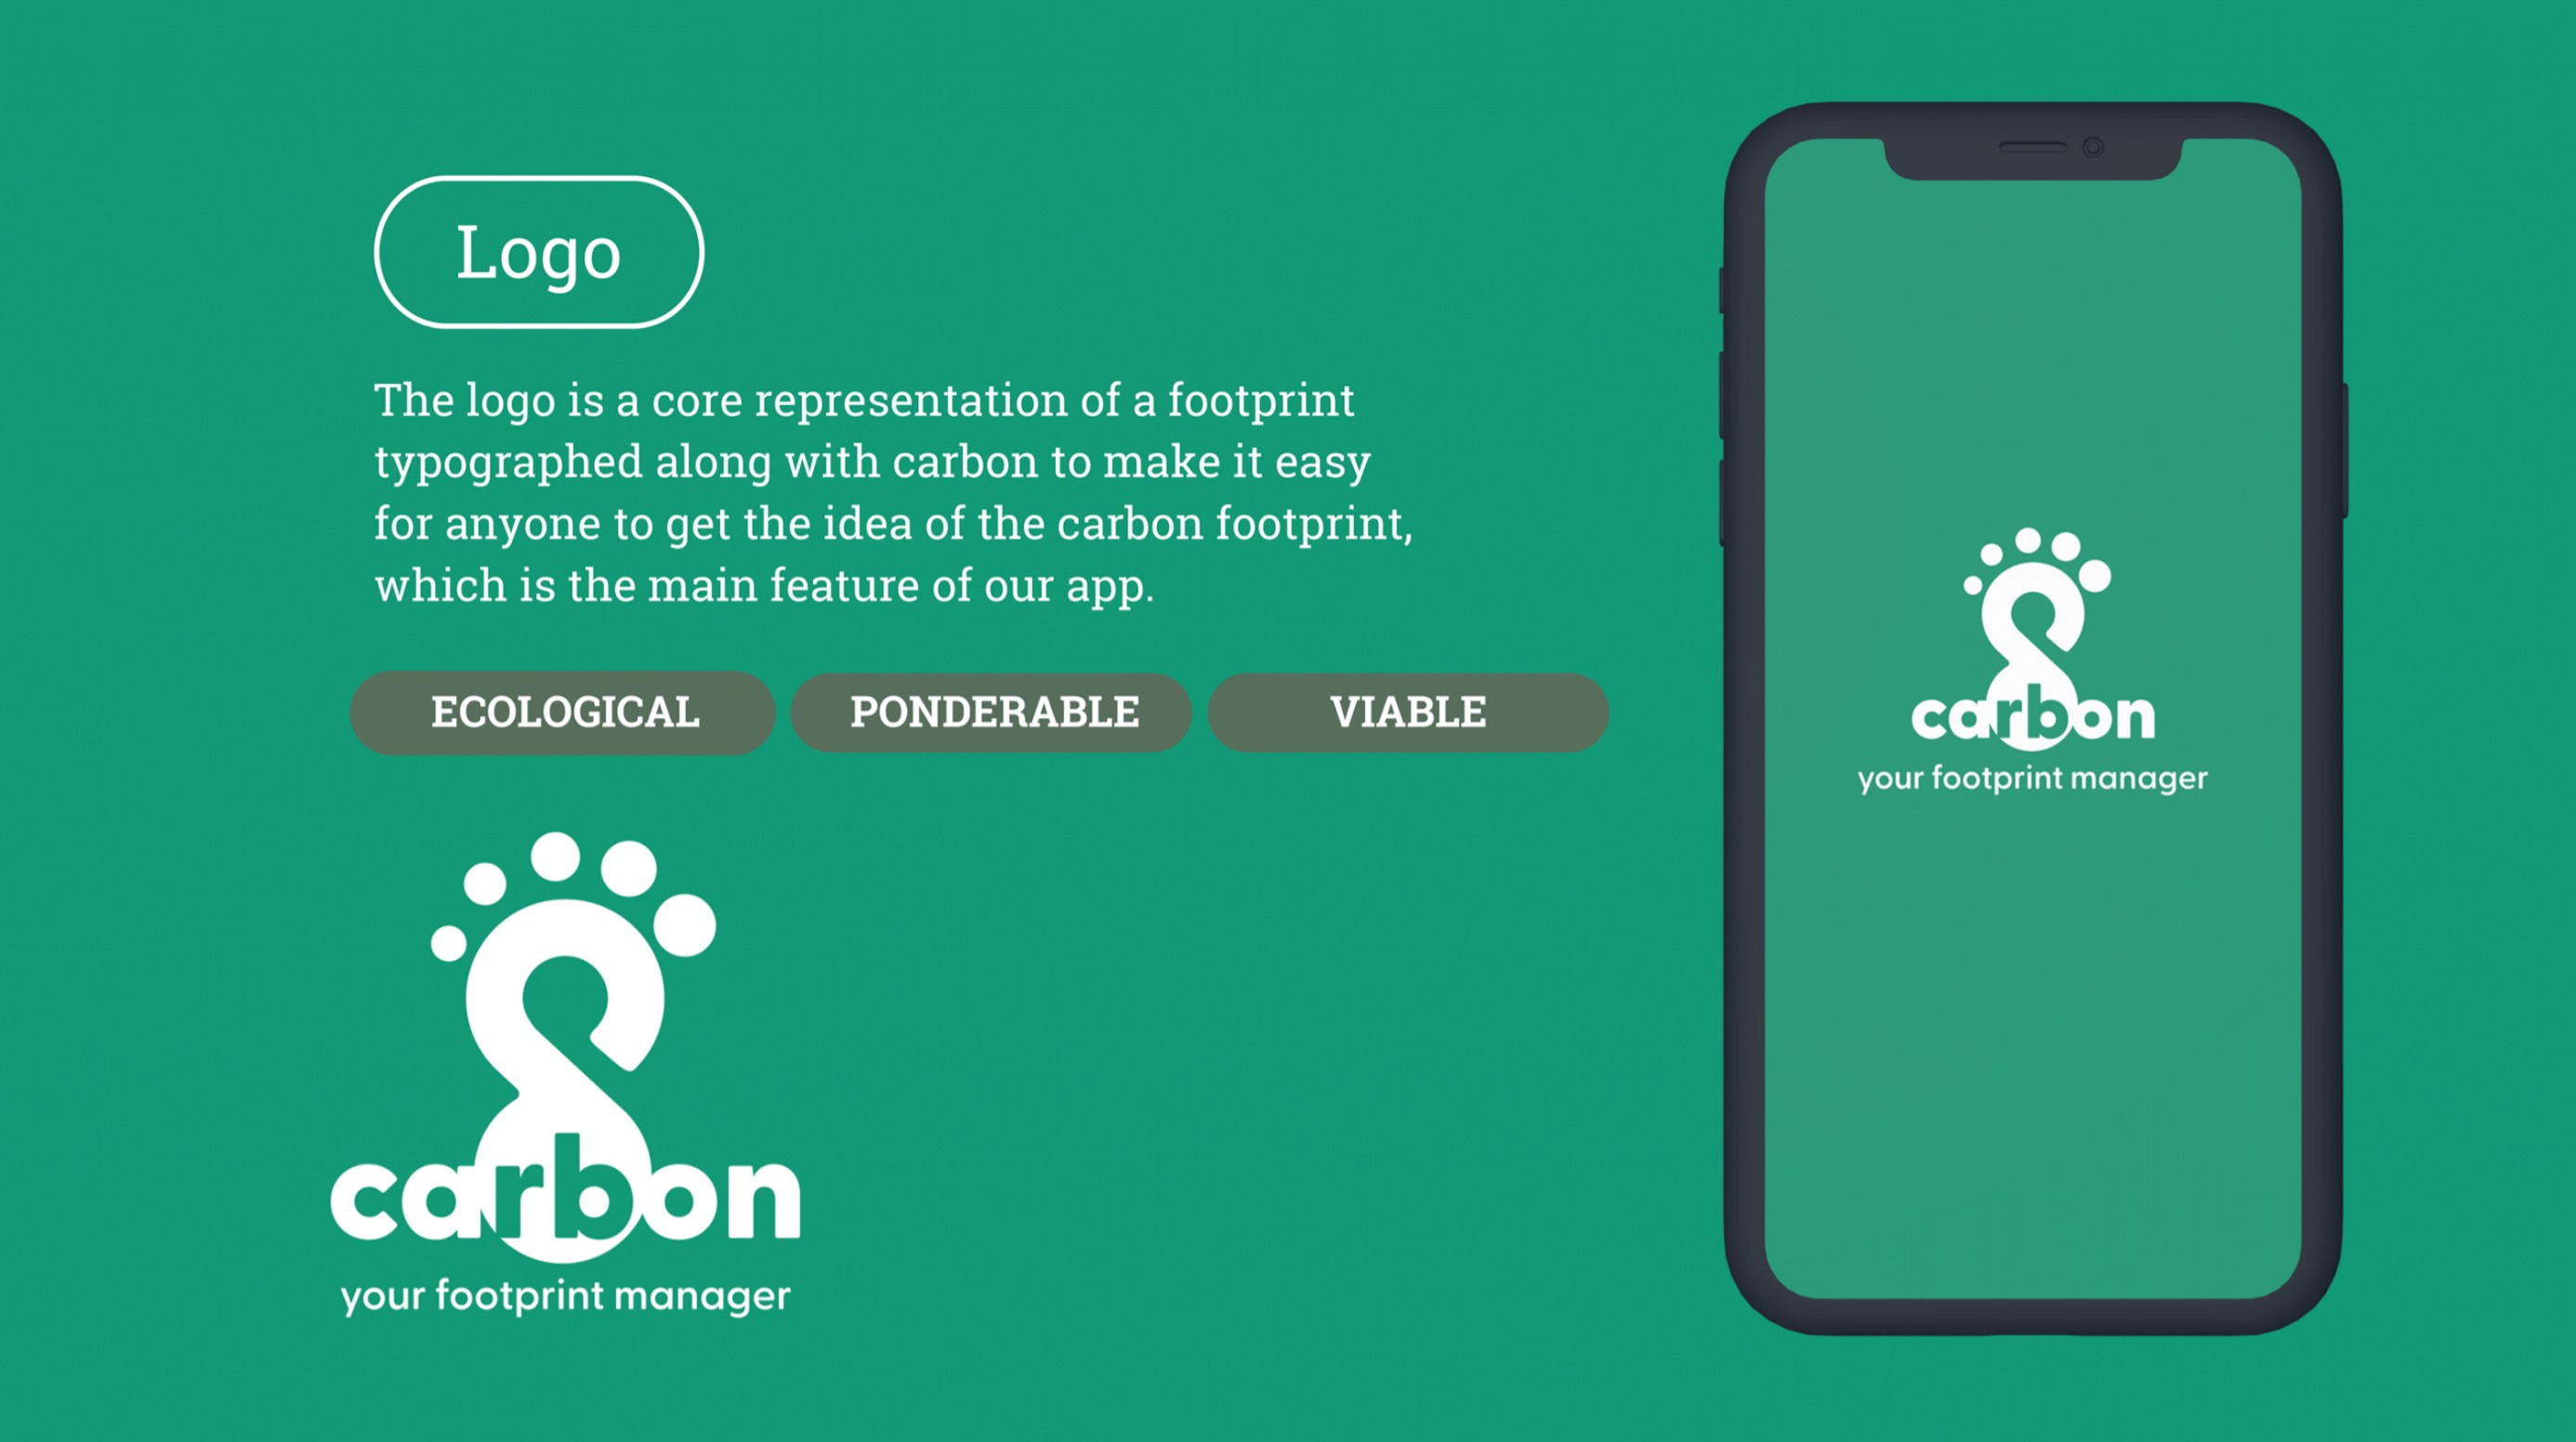 Logo
The logo is a core representation of a footprint
typographed along with carbon to make it easy
for anyone to get the idea of the carbon footprint,
which is the main feature of our app.
ECOLOGICAL PONDERABLE VIABLE
carbon
your footprint manager
carbon
your footprint manager